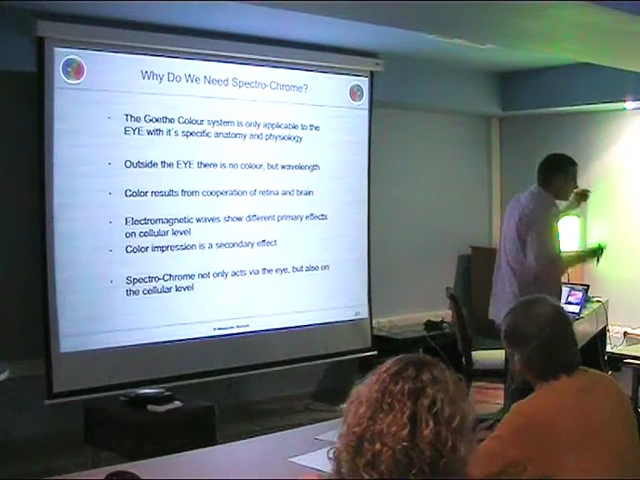 Why Do We Need Spectro-Chrome?
- The Goethe Colour system is only applicable to the
EYE with it´s specific anatomy and physiology
- Outside the EYE there is no colour, but wavelength
- Color results from cooperation of retina and brain
- Electromagnetic waves show different primary effects
on cellular level
- Color impression is a secondary effect
- Spectro-Chrome not only acts via the eye, but also on
the cellular level